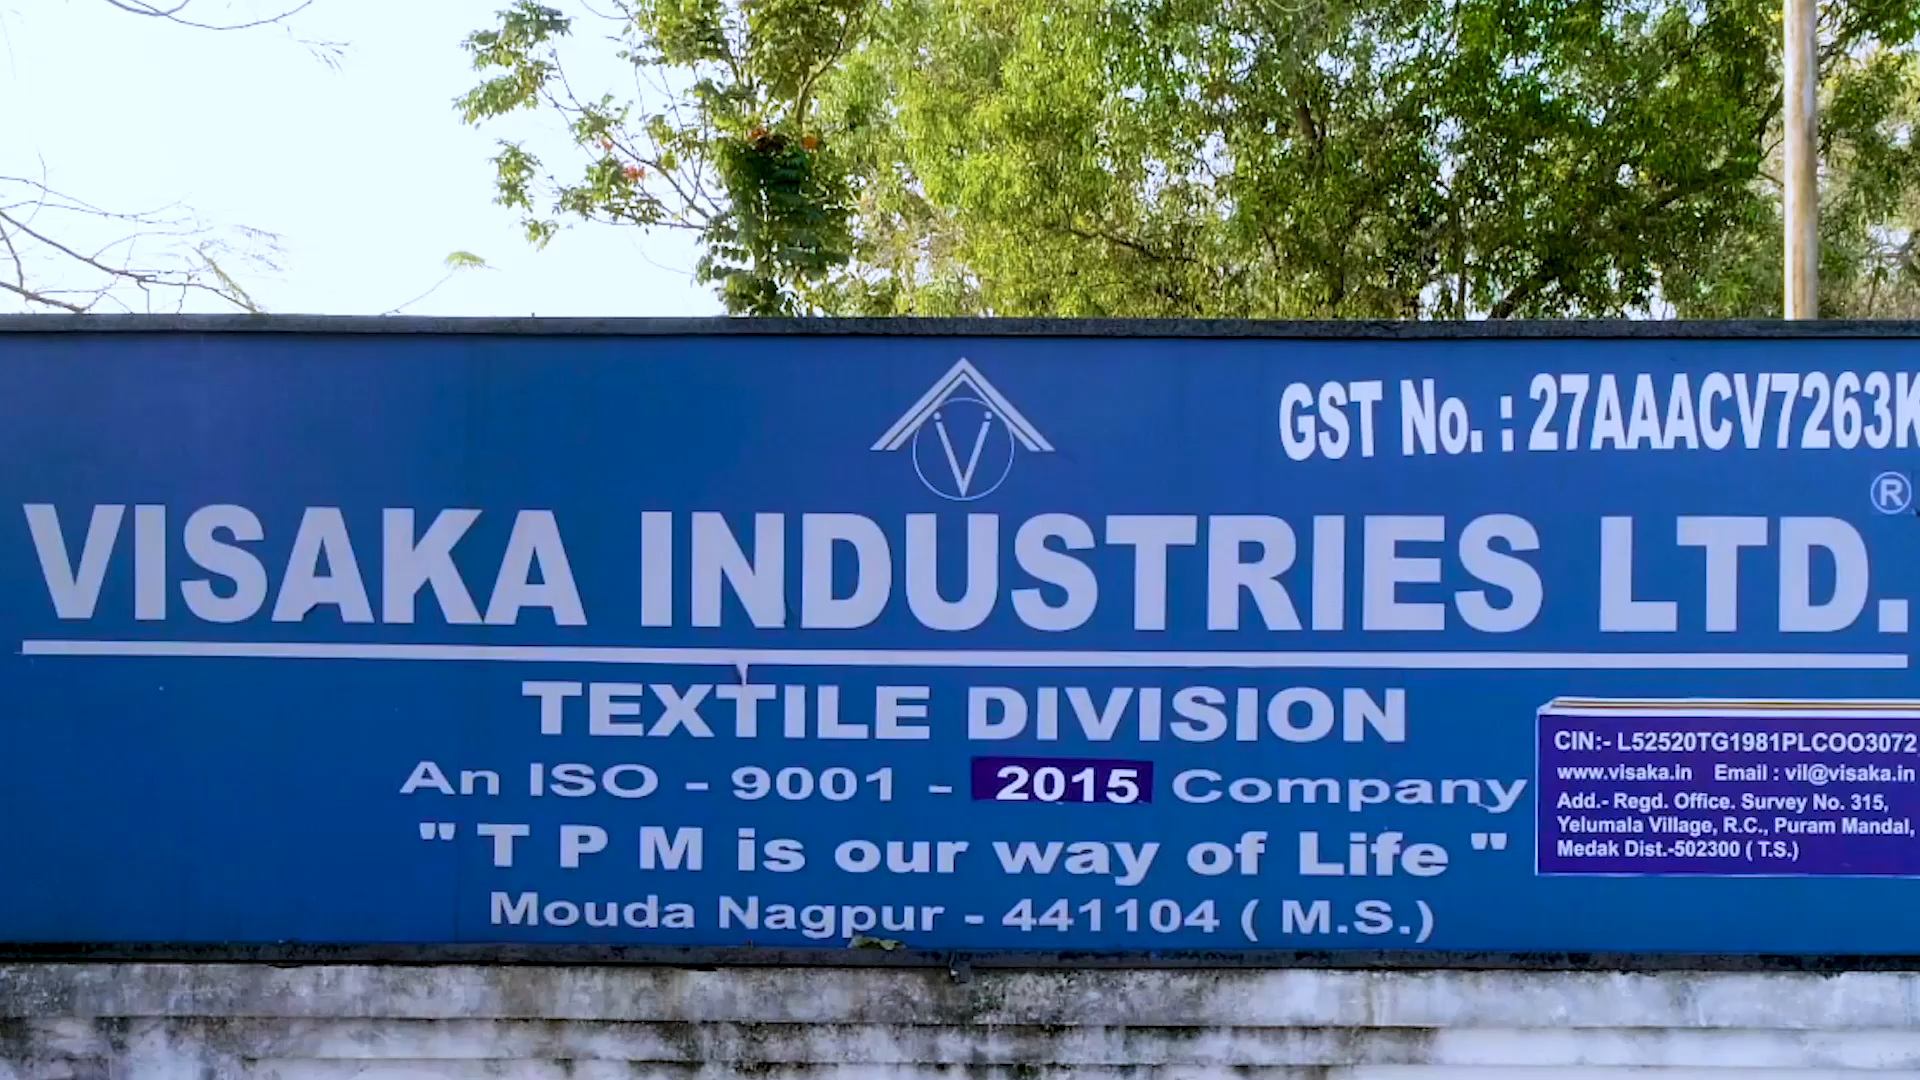 GST No. : 27AAACV7263K
®
VISAKA INDUSTRIES LTD.
TEXTILE DIVISION
An ISO - 9001 - 2015 Company
" T P M is our way of Life "
Mouda Nagpur - 441104 ( M.S.)
CIN:- L52520TG1981PLCOO3072
www.visaka.in Email : vil@visaka.in
Add.- Regd. Office. Survey No. 315,
Yelumala Village, R.C., Puram Mandal,
Medak Dist.-502300 ( T.S.)